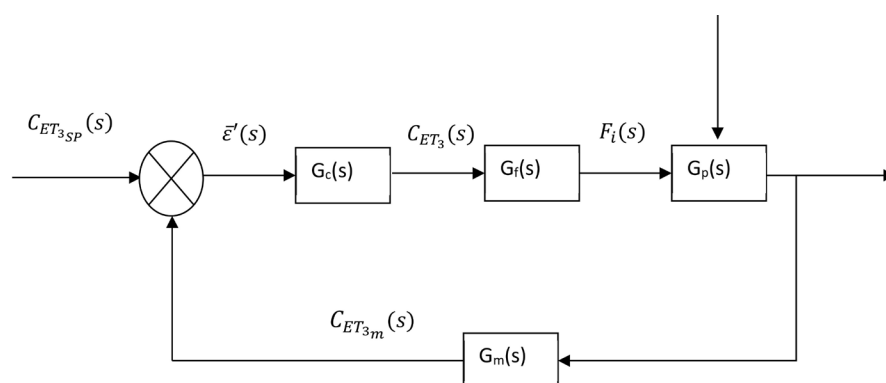 C_{ET_{3_{SP}}}(s)
ε̄′(s)
C_{ET_3}(s)
F_i(s)
G_c(s)
G_f(s)
G_p(s)
C_{ET_{3_m}}(s)
G_m(s)